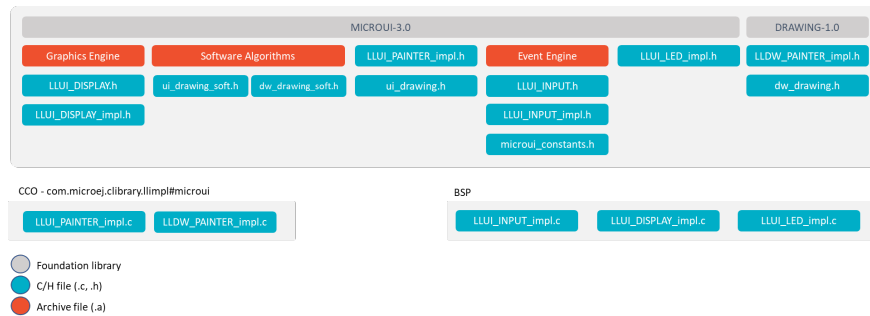 MICROUI-3.0
DRAWING-1.0
Graphics Engine
Software Algorithms
LLUI_PAINTER_impl.h
Event Engine
LLUI_LED_impl.h
LLDW_PAINTER_impl.h
LLUI_DISPLAY.h
ui_drawing_soft.h
dw_drawing_soft.h
ui_drawing.h
LLUI_INPUT.h
dw_drawing.h
LLUI_DISPLAY_impl.h
LLUI_INPUT_impl.h
microui_constants.h
CCO - com.microej.clibrary.llimpl#microui
BSP
LLUI_PAINTER_impl.c
LLDW_PAINTER_impl.c
LLUI_INPUT_impl.c
LLUI_DISPLAY_impl.c
LLUI_LED_impl.c
Foundation library
C/H file (.c, .h)
Archive file (.a)